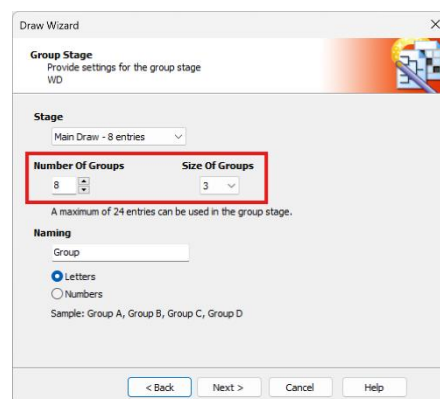 Draw Wizard
Group Stage
Provide settings for the group stage
WD
Stage
Main Draw - 8 entries
Number Of Groups Size Of Groups
8 3
A maximum of 24 entries can be used in the group stage.
Naming
Group
Letters
Numbers
Sample: Group A, Group B, Group C, Group D
< Back Next > Cancel Help